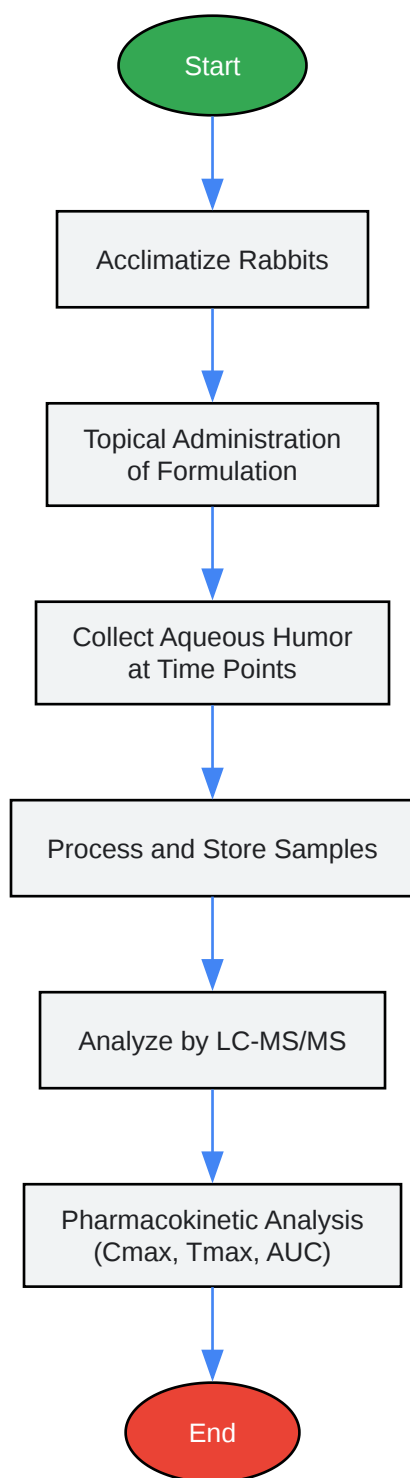 Start
Acclimatize Rabbits
Topical Administration
of Formulation
Collect Aqueous Humor
at Time Points
Process and Store Samples
Analyze by LC-MS/MS
Pharmacokinetic Analysis
(Cmax, Tmax, AUC)
End